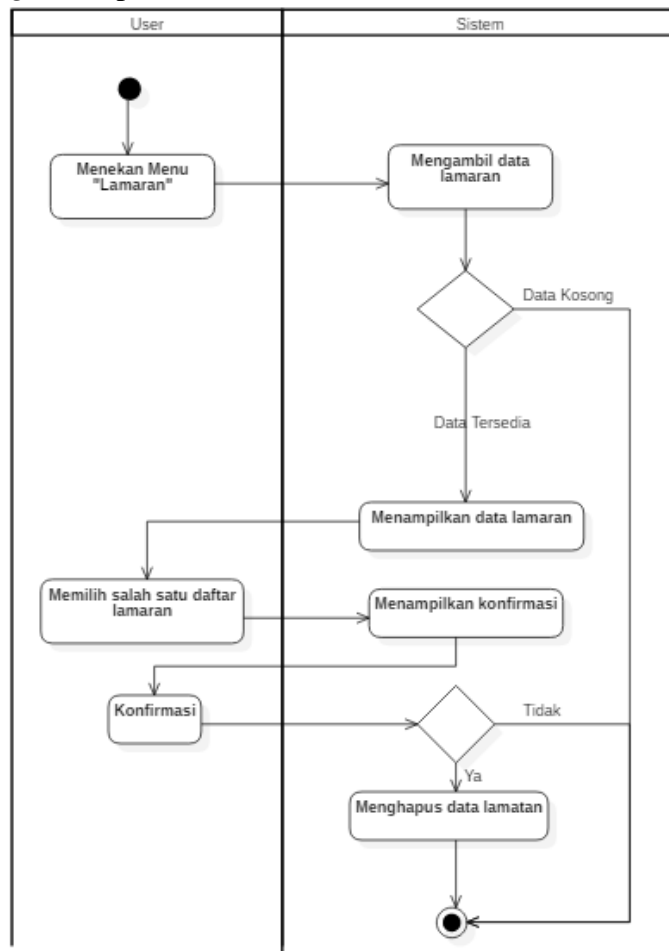 User
Sistem
Menekan Menu
"Lamaran"
Mengambil data
lamaran
Data Kosong
Data Tersedia
Menampilkan data lamaran
Memilih salah satu daftar
lamaran
Menampilkan konfirmasi
Konfirmasi
Tidak
Ya
Menghapus data lamatan